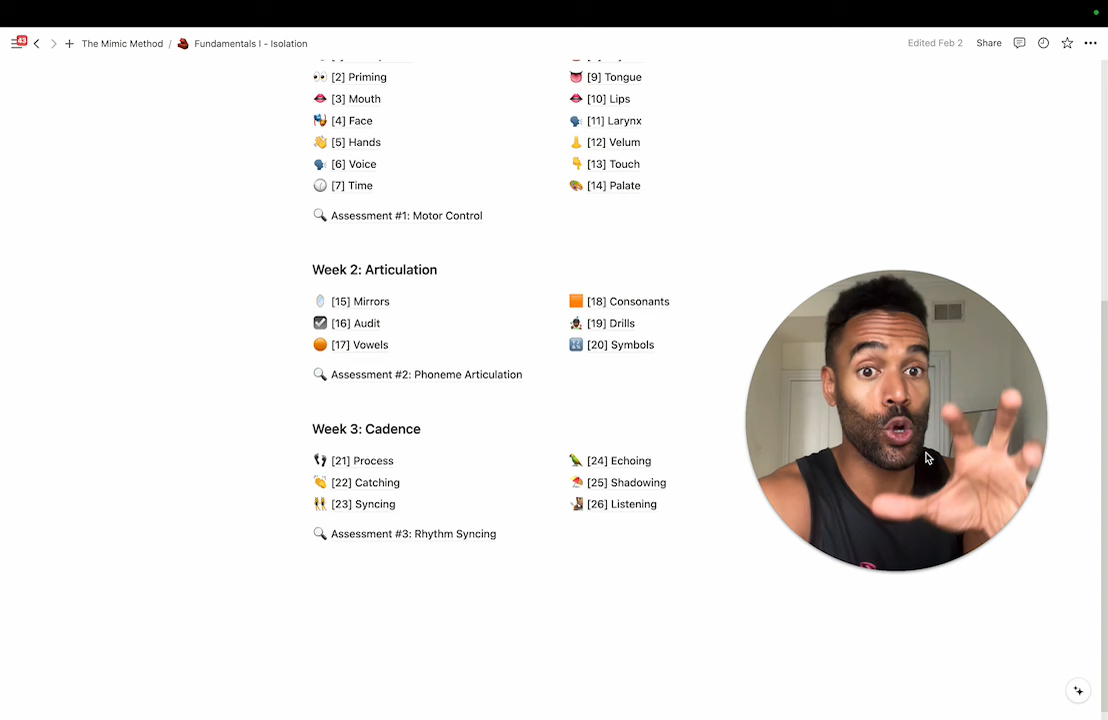 43
The Mimic Method / Fundamentals I - Isolation
Edited Feb 2
Share
[2] Priming
[3] Mouth
[4] Face
[5] Hands
[6] Voice
[7] Time
[9] Tongue
[10] Lips
[11] Larynx
[12] Velum
[13] Touch
[14] Palate
Assessment #1: Motor Control
Week 2: Articulation
[15] Mirrors
[16] Audit
[17] Vowels
[18] Consonants
[19] Drills
[20] Symbols
Assessment #2: Phoneme Articulation
Week 3: Cadence
[21] Process
[22] Catching
[23] Syncing
[24] Echoing
[25] Shadowing
[26] Listening
Assessment #3: Rhythm Syncing